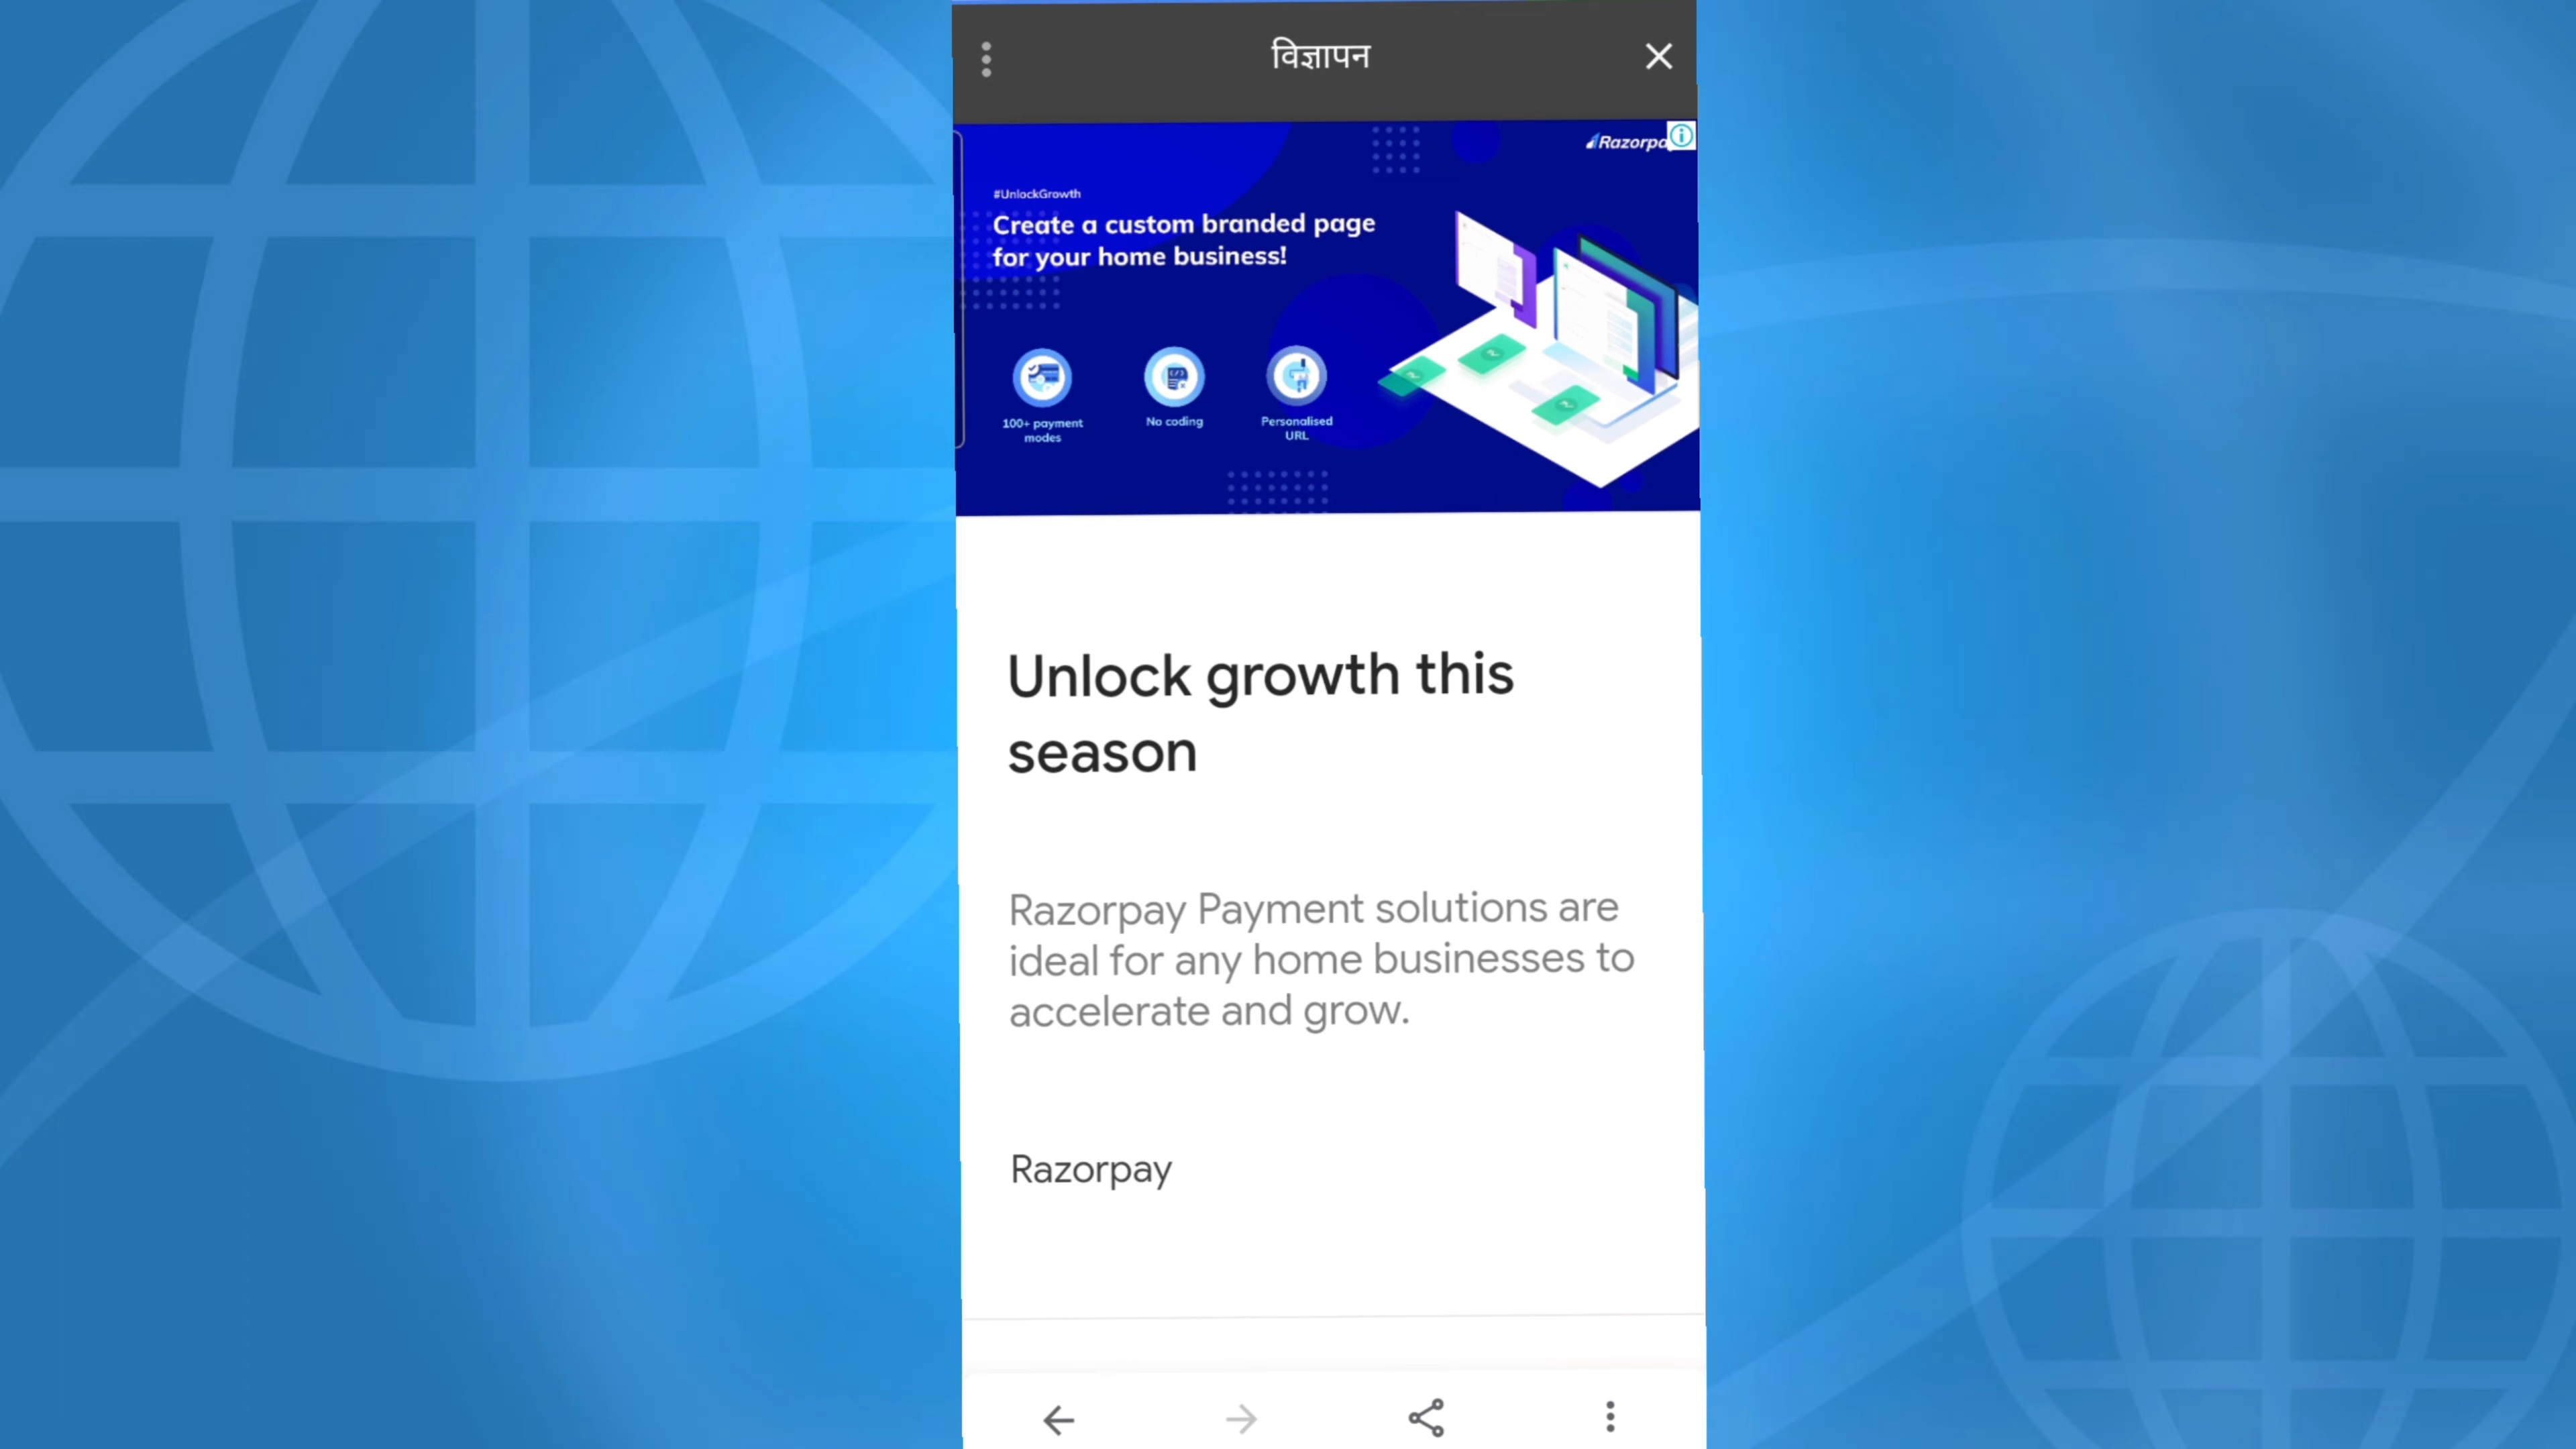 विज्ञापन
#UnlockGrowth
Create a custom branded page
for your home business!
100+ payment
modes
No coding
Personalised
URL
Unlock growth this
season
Razorpay Payment solutions are
ideal for any home businesses to
accelerate and grow.
Razorpay